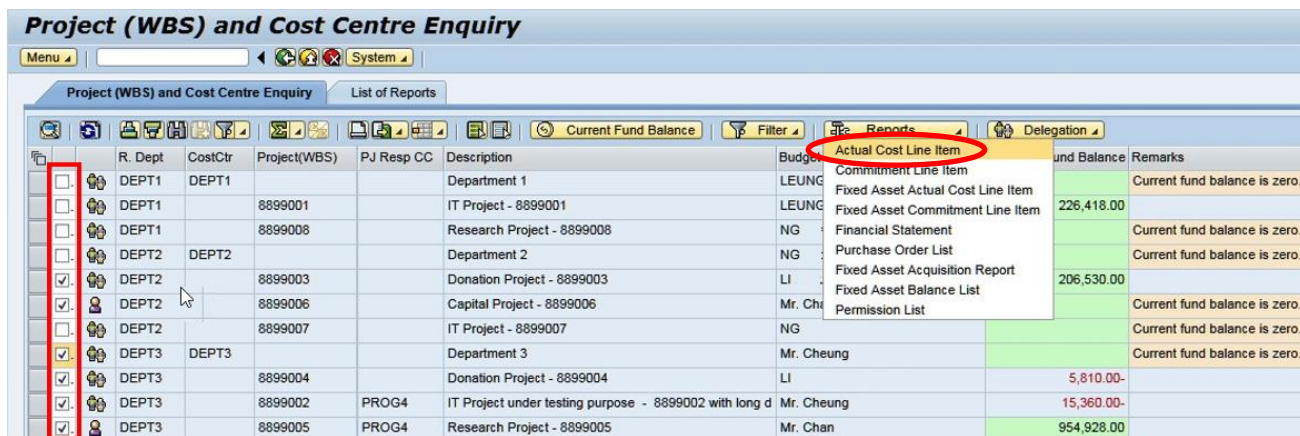 Project (WBS) and Cost Centre Enquiry
Menu System
Project (WBS) and Cost Centre Enquiry List of Reports
Current Fund Balance Filter Reports Delegation
R. Dept CostCtr Project(WBS) PJ Resp CC Description Fund Balance Remarks
Actual Cost Line Item
Commitment Line Item
Fixed Asset Actual Cost Line Item
Fixed Asset Commitment Line Item
Financial Statement
Purchase Order List
Fixed Asset Acquisition Report
Fixed Asset Balance List
Permission List
DEPT1 DEPT1 Department 1 LEUNG Current fund balance is zero.
DEPT1 8899001 IT Project - 8899001 LEUNG 226,418.00
DEPT1 8899008 Research Project - 8899008 NG Current fund balance is zero.
DEPT2 DEPT2 Department 2 NG Current fund balance is zero.
DEPT2 8899003 Donation Project - 8899003 LI 206,530.00
DEPT2 8899006 Capital Project - 8899006 Mr. Current fund balance is zero.
DEPT2 8899007 IT Project - 8899007 NG Current fund balance is zero.
DEPT3 DEPT3 Department 3 Mr. Cheung Current fund balance is zero.
DEPT3 8899004 Donation Project - 8899004 LI 5,810.00-
DEPT3 8899002 PROG4 IT Project under testing purpose - 8899002 with long d Mr. Cheung 15,360.00-
DEPT3 8899005 PROG4 Research Project - 8899005 Mr. Chan 954,928.00